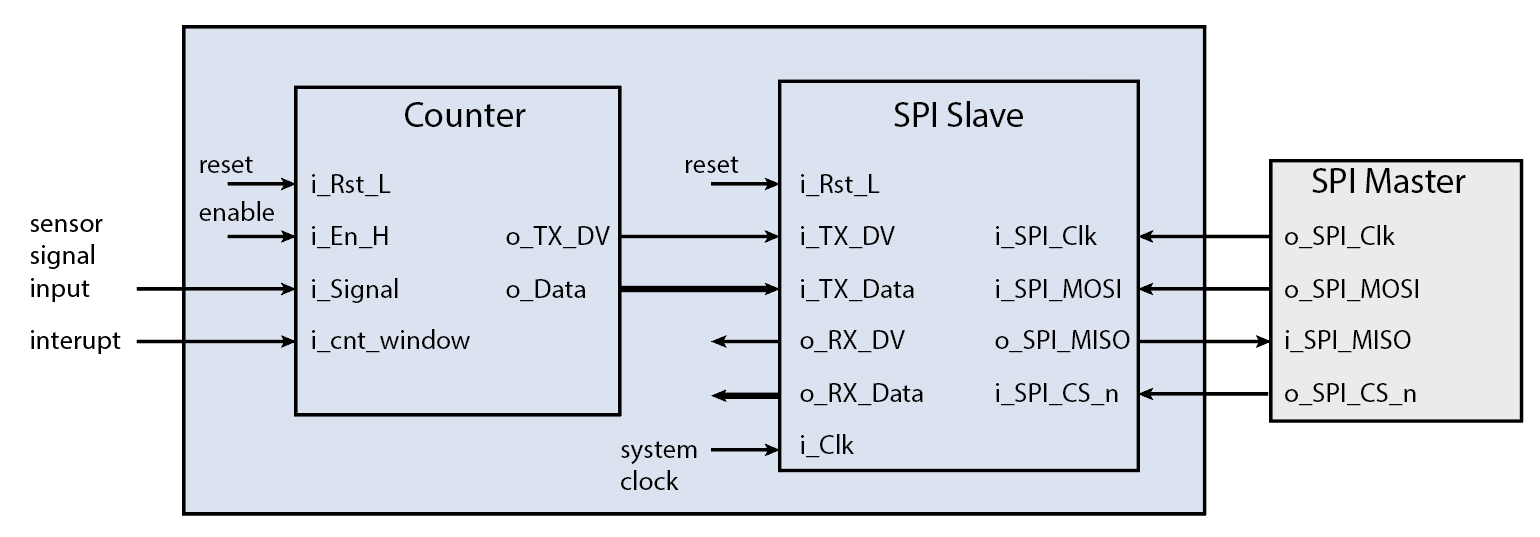 Counter
reset
i_Rst_L
enable
i_En_H
o_TX_DV
sensor
signal
input
i_Signal
o_Data
interupt
i_cnt_window
SPI Slave
reset
i_Rst_L
i_TX_DV
i_SPI_Clk
i_TX_Data
i_SPI_MOSI
o_RX_DV
o_SPI_MISO
o_RX_Data
i_SPI_CS_n
system
clock
i_Clk
SPI Master
o_SPI_Clk
o_SPI_MOSI
i_SPI_MISO
o_SPI_CS_n